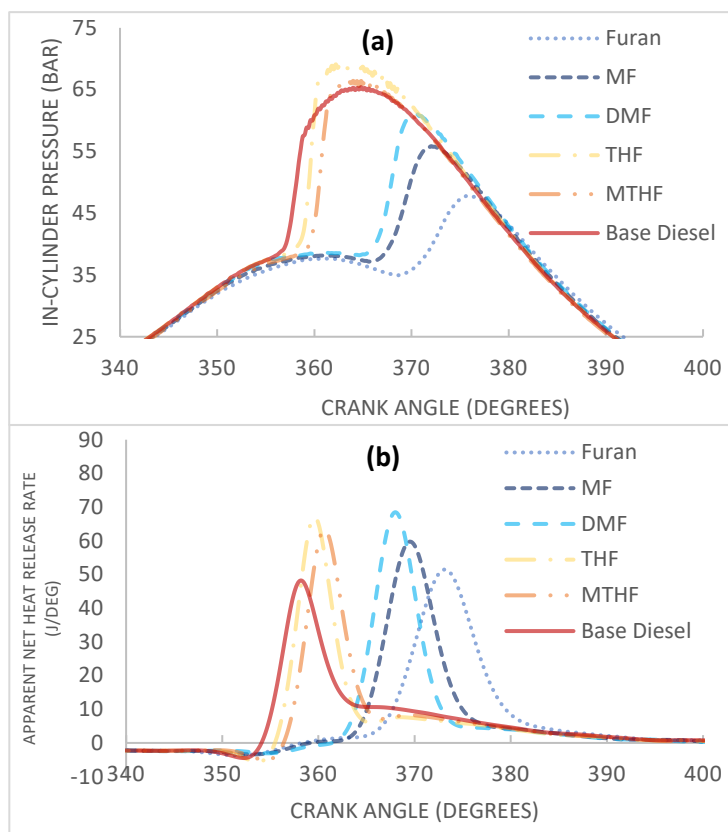 75
(a)
Furan
65
MF
DMF
55
THF
MTHF
45
Base Diesel
35
25
IN-CYLINDER PRESSURE (BAR)
340 350 360 370 380 390 400
CRANK ANGLE (DEGREES)
90
(b)
Furan
80
MF
70
DMF
60
THF
50
MTHF
40
Base Diesel
30
20
10
0
-10
APPARENT NET HEAT RELEASE RATE
(J/DEG)
340 350 360 370 380 390 400
CRANK ANGLE (DEGREES)